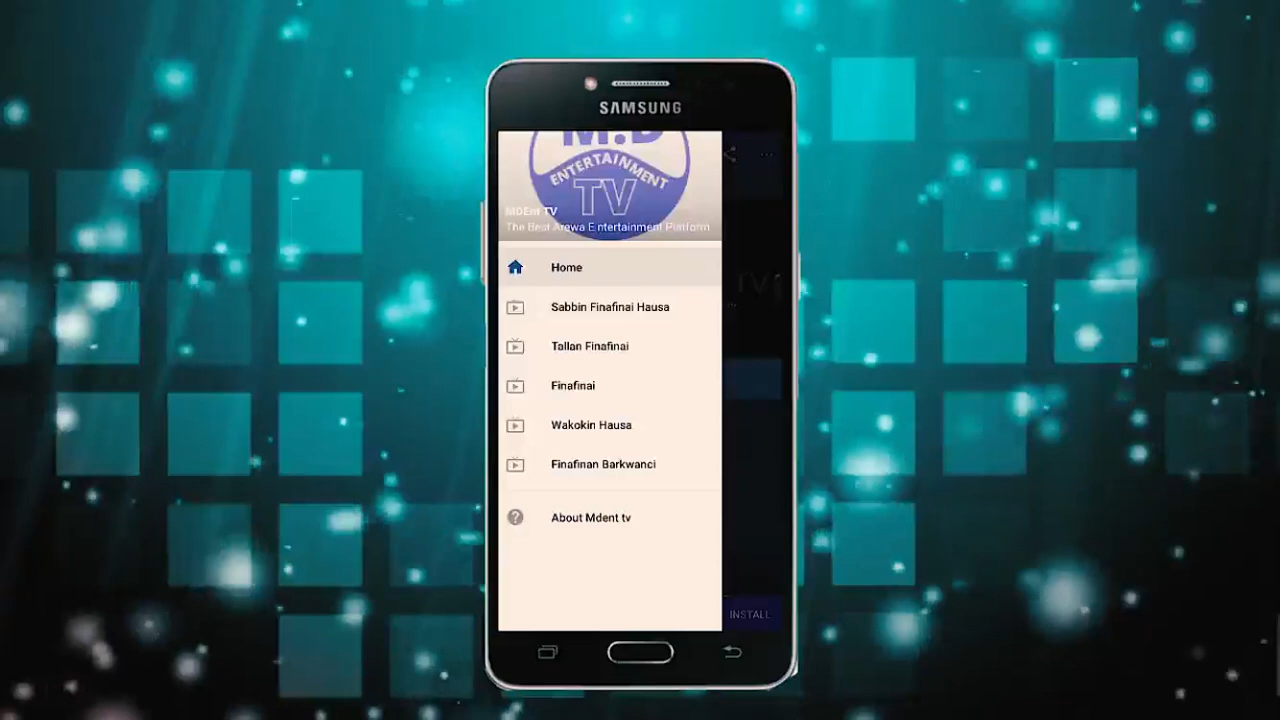 SAMSUNG
M.D
ENTERTAINMENT
TV
MDEnt TV
The Best Arewa Entertainment Platform
Home
Sabbin Finafinai Hausa
Tallan Finafinai
Finafinai
Wakokin Hausa
Finafinan Barkwanci
About Mdent tv
TV
INSTALL